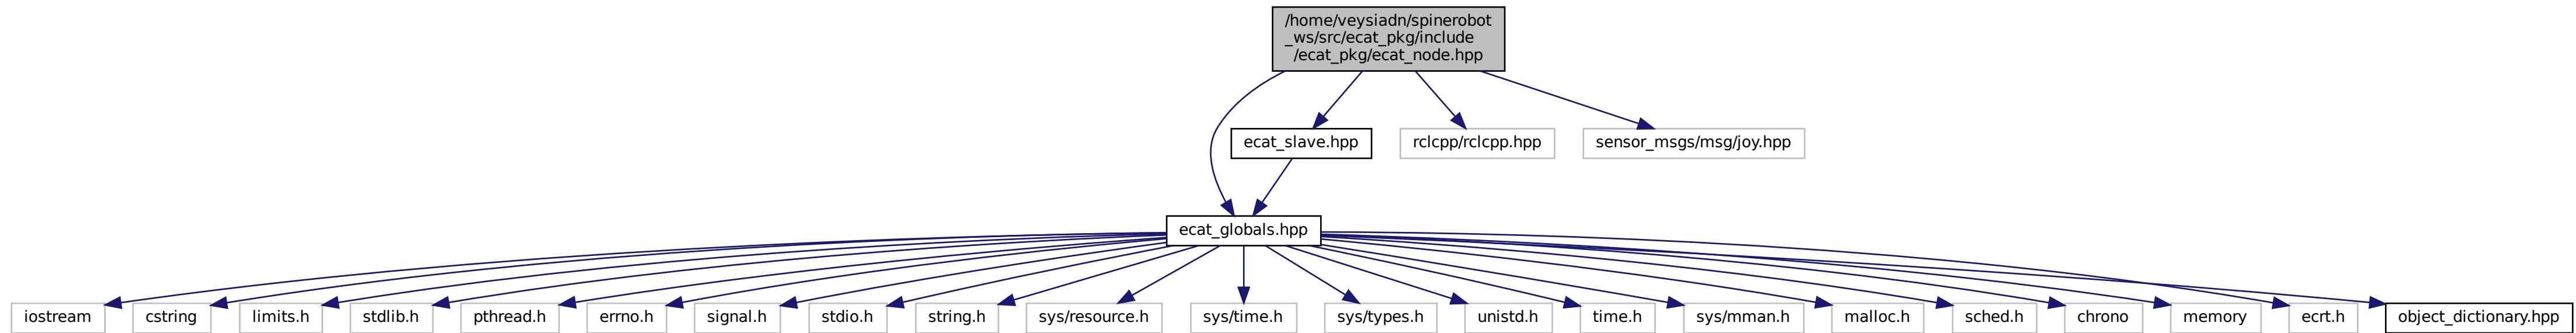 /home/veysiadn/spinerobot
_ws/src/ecat_pkg/include
/ecat_pkg/ecat_node.hpp
ecat_slave.hpp
rclcpp/rclcpp.hpp
sensor_msgs/msg/joy.hpp
ecat_globals.hpp
iostream
cstring
limits.h
stdlib.h
pthread.h
errno.h
signal.h
stdio.h
string.h
sys/resource.h
sys/time.h
sys/types.h
unistd.h
time.h
sys/mman.h
malloc.h
sched.h
chrono
memory
ecrt.h
object_dictionary.hpp